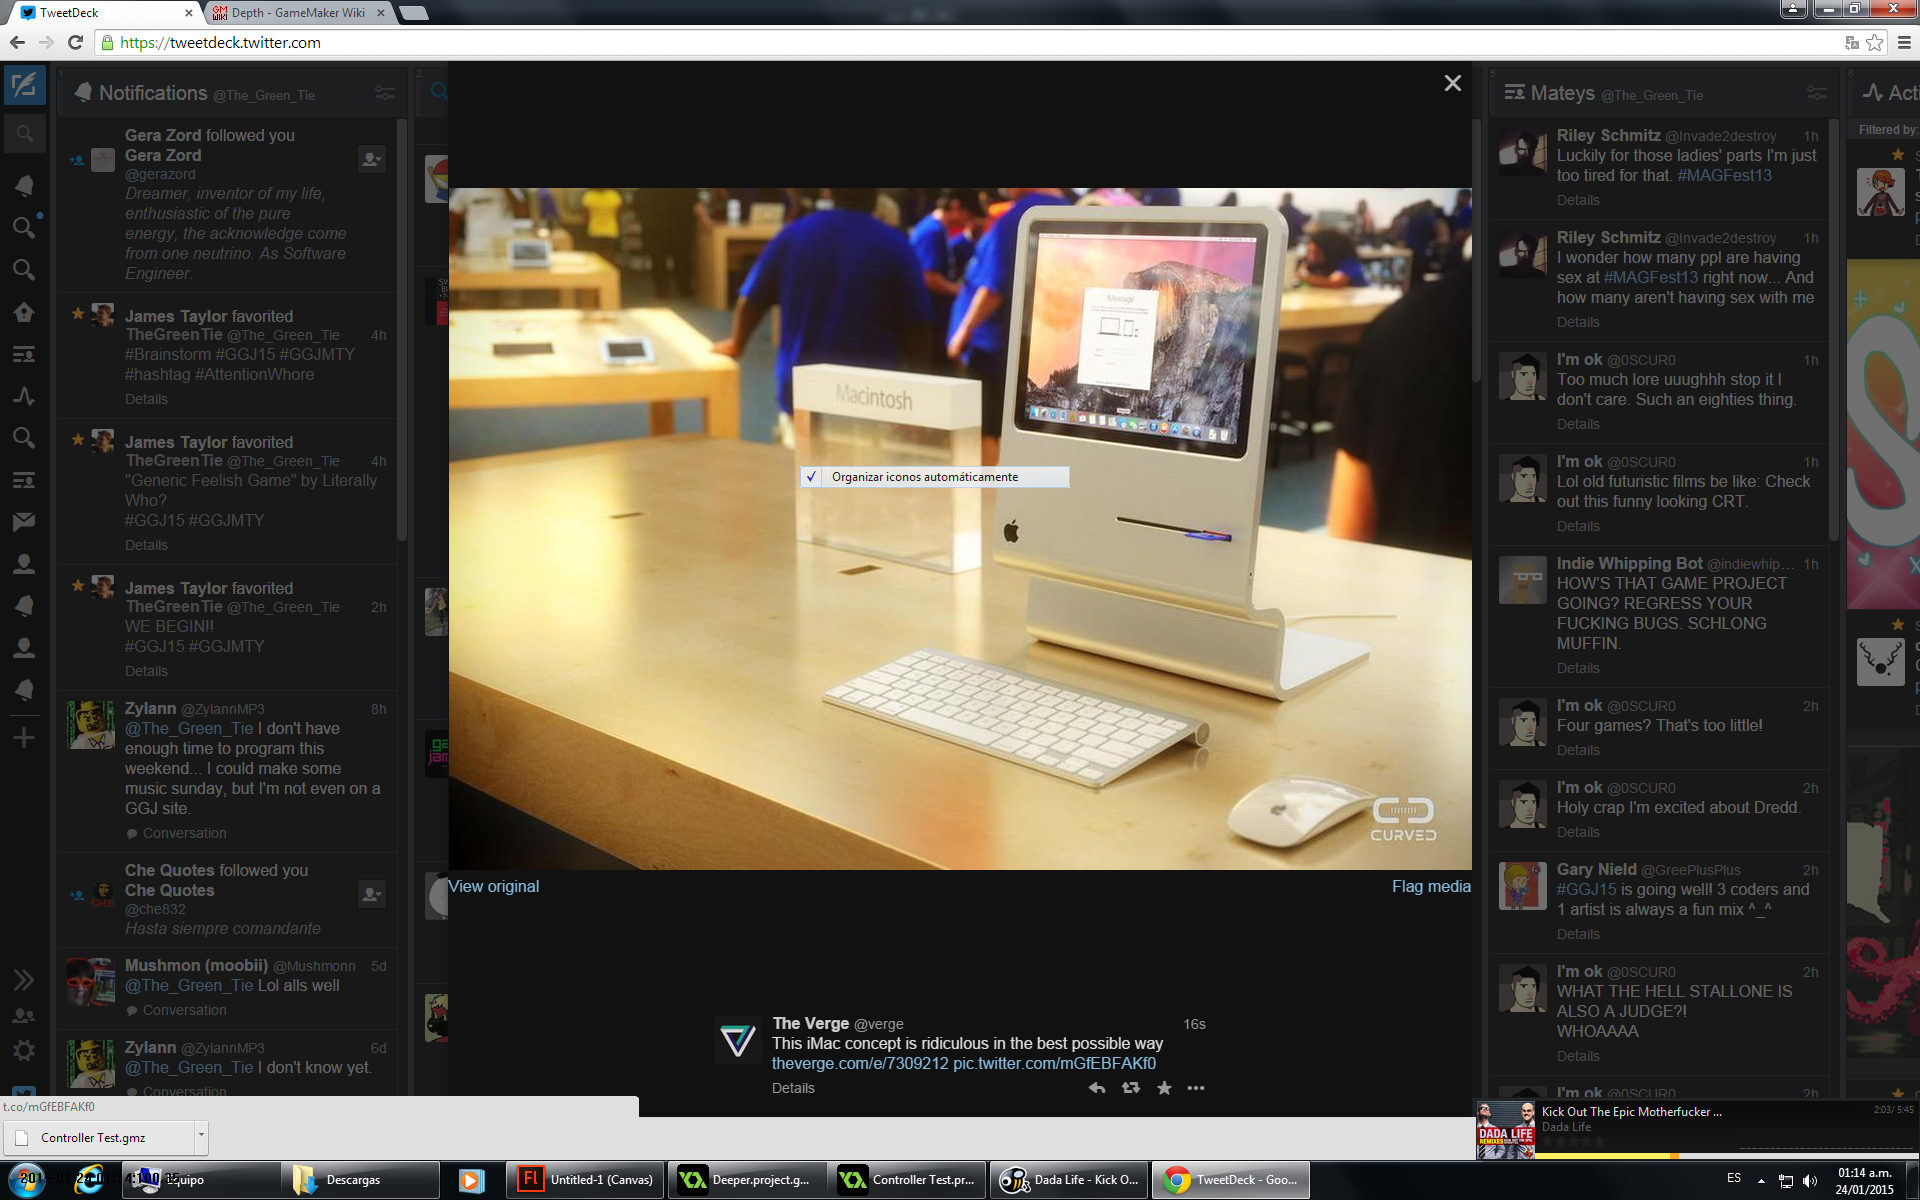 TweetDeck
Depth - GameMaker Wiki
https://tweetdeck.twitter.com
1
Notifications @The_Green_Tie
Gera Zord followed you
Gera Zord
@gerazord
Dreamer, inventor of my life,
enthusiastic of the pure
energy, the acknowledge come
from one neutrino. As Software
Engineer.
James Taylor favorited
TheGreenTie @The_Green_Tie 4h
#Brainstorm #GGJ15 #GGJMTY
#hashtag #AttentionWhore
Details
James Taylor favorited
TheGreenTie @The_Green_Tie 4h
"Generic Feelish Game" by Literally
Who?
#GGJ15 #GGJMTY
Details
James Taylor favorited
TheGreenTie @The_Green_Tie 2h
WE BEGIN!!
#GGJ15 #GGJMTY
Details
Zylann @ZylannMP3 8h
@The_Green_Tie I don't have
enough time to program this
weekend... I could make some
music sunday, but I'm not even on a
GGJ site.
Conversation
Che Quotes followed you
Che Quotes
@che832
Hasta siempre comandante
Mushmon (moobii) @Mushmonn 5d
@The_Green_Tie Lol alls well
Conversation
Zylann @ZylannMP3 6d
@The_Green_Tie I don't know yet.
Conversation
2
Macintosh
iMessage
Organizar iconos automáticamente
CURVED
View original
Flag media
The Verge @verge 16s
This iMac concept is ridiculous in the best possible way
theverge.com/e/7309212 pic.twitter.com/mGfEBFAKf0
Details
5
Mateys @The_Green_Tie
Riley Schmitz @Invade2destroy 1h
Luckily for those ladies' parts I'm just
too tired for that. #MAGFest13
Details
Riley Schmitz @Invade2destroy 1h
I wonder how many ppl are having
sex at #MAGFest13 right now... And
how many aren't having sex with me
Details
I'm ok @0SCUR0 1h
Too much lore uuughhh stop it I
don't care. Such an eighties thing.
Details
I'm ok @0SCUR0 1h
Lol old futuristic films be like: Check
out this funny looking CRT.
Details
Indie Whipping Bot @indiewhip... 1h
HOW'S THAT GAME PROJECT
GOING? REGRESS YOUR
FUCKING BUGS. SCHLONG
MUFFIN.
Details
I'm ok @0SCUR0 2h
Four games? That's too little!
Details
I'm ok @0SCUR0 2h
Holy crap I'm excited about Dredd.
Details
Gary Nield @GreePlusPlus 2h
#GGJ15 is going well! 3 coders and
1 artist is always a fun mix ^_^
Details
I'm ok @0SCUR0 2h
WHAT THE HELL STALLONE IS
ALSO A JUDGE?!
WHOAAAA
Details
I'm ok @0SCUR0 2h
6
Acti
Filtered by:
t.co/mGfEBFAKf0
Controller Test.gmz
DADA LIFE
Kick Out The Epic Motherfucker ...
2:03/ 5:45
Dada Life
Equipo
Descargas
Untitled-1 (Canvas)
Deeper.project.g...
Controller Test.pr...
Dada Life - Kick O...
TweetDeck - Goo...
ES
01:14 a.m.
24/01/2015